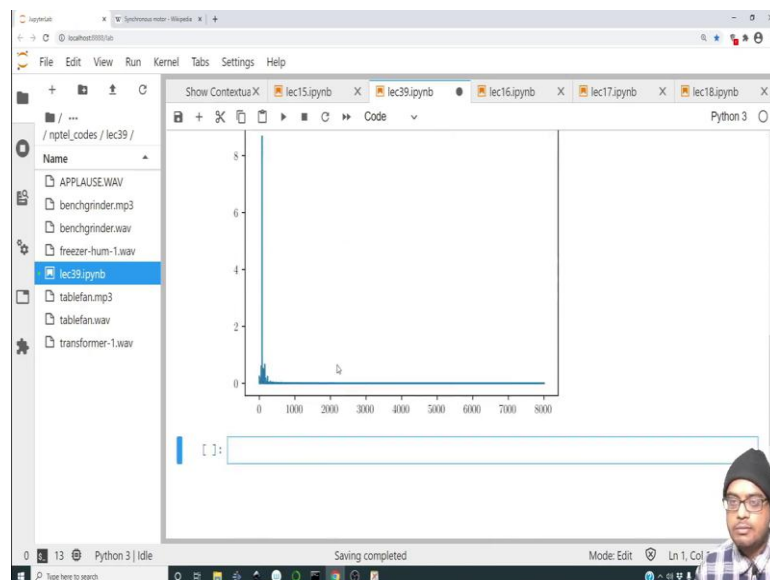 JupyterLab
Synchronous motor - Wikipedia
localhost:8888/lab
File Edit View Run Kernel Tabs Settings Help
Show Contextua
lec15.ipynb
lec39.ipynb
lec16.ipynb
lec17.ipynb
lec18.ipynb
Code
Python 3
/ ...
/ nptel_codes / lec39 /
Name
APPLAUSE.WAV
benchgrinder.mp3
benchgrinder.wav
freezer-hum-1.wav
lec39.ipynb
tablefan.mp3
tablefan.wav
transformer-1.wav
8
6
4
2
0
0 1000 2000 3000 4000 5000 6000 7000 8000
[ ]:
0 13 Python 3 | Idle Saving completed Mode: Edit Ln 1, Col
Type here to search